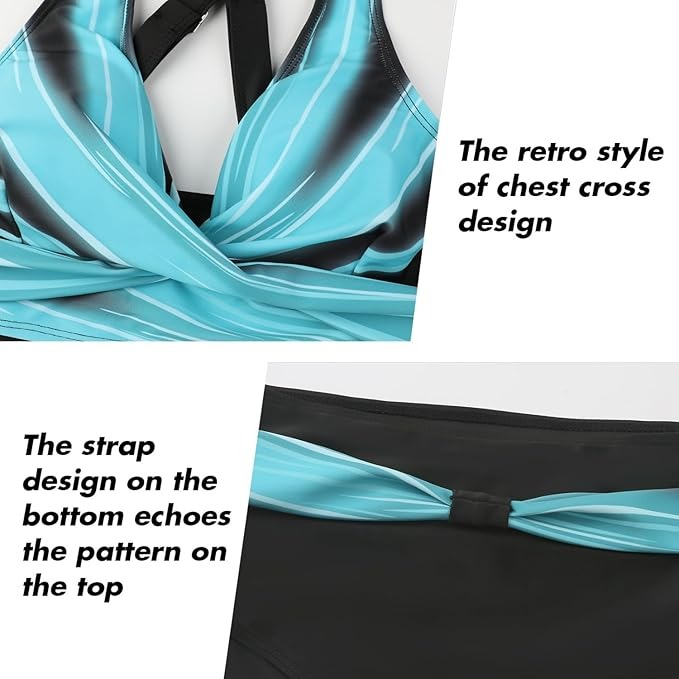 The retro style
of chest cross
design
The strap
design on the
bottom echoes
the pattern on
the top